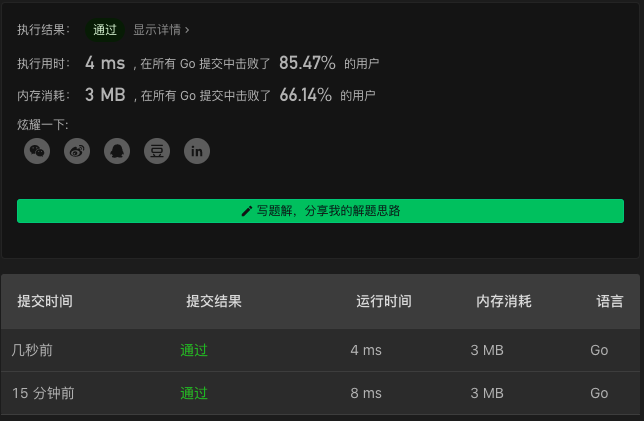 执行结果： 通过 显示详情 ›
执行用时： 4 ms , 在所有 Go 提交中击败了 85.47% 的用户
内存消耗： 3 MB , 在所有 Go 提交中击败了 66.14% 的用户
炫耀一下:
豆 in
写题解，分享我的解题思路
提交时间 提交结果 运行时间 内存消耗 语言
几秒前 通过 4 ms 3 MB Go
15 分钟前 通过 8 ms 3 MB Go